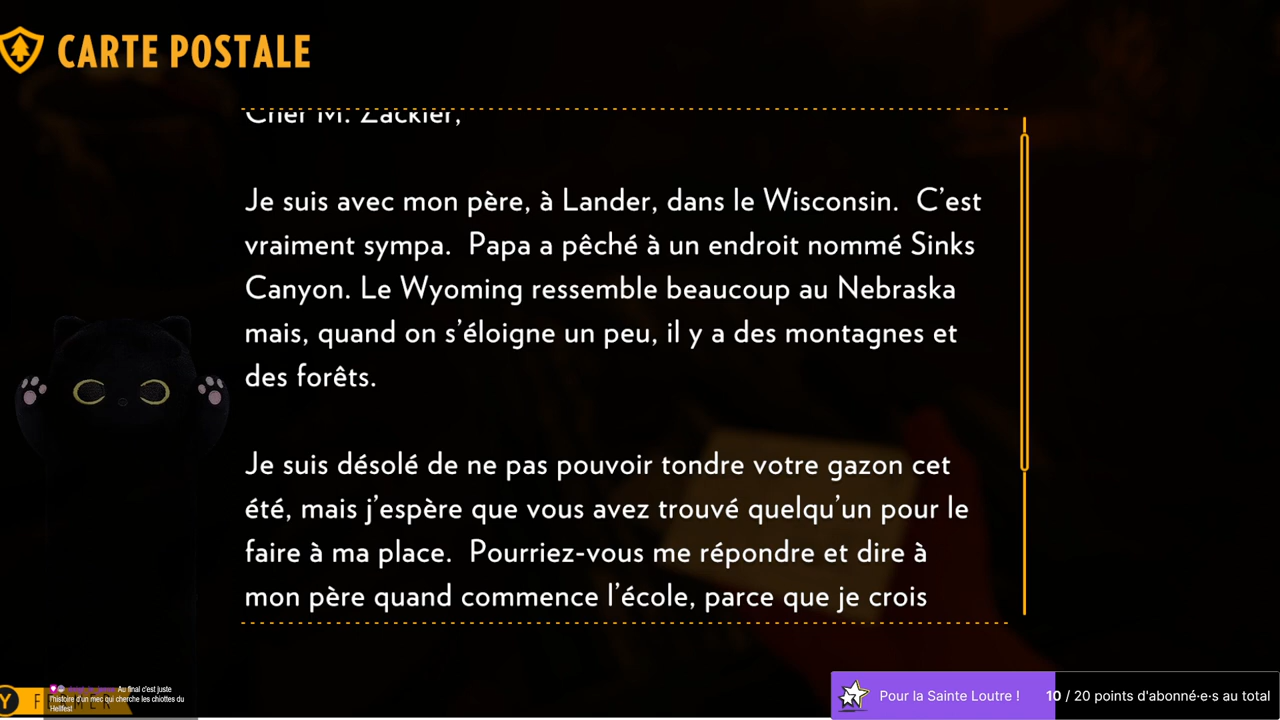 CARTE POSTALE
Cher M. Zackler,
Je suis avec mon père, à Lander, dans le Wisconsin. C'est
vraiment sympa. Papa a pêché à un endroit nommé Sinks
Canyon. Le Wyoming ressemble beaucoup au Nebraska
mais, quand on s'éloigne un peu, il y a des montagnes et
des forêts.
Je suis désolé de ne pas pouvoir tondre votre gazon cet
été, mais j'espère que vous avez trouvé quelqu'un pour le
faire à ma place. Pourriez-vous me répondre et dire à
mon père quand commence l'école, parce que je crois
Y
Au final c'est juste
l'histoire d'un mec qui cherche les chiottes du
Hellfest
Pour la Sainte Loutre ! 10 / 20 points d'abonné·e·s au total